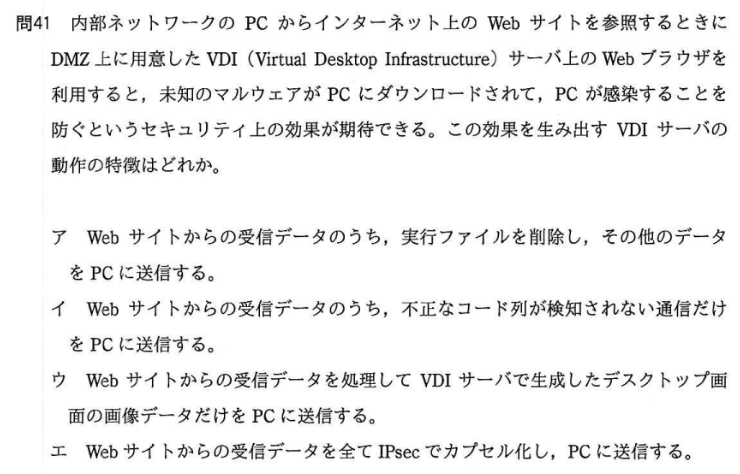 問41 内部ネットワークの PC からインターネット上の Web サイトを参照するときに
DMZ 上に用意した VDI（Virtual Desktop Infrastructure）サーバ上の Web ブラウザを
利用すると，未知のマルウェアが PC にダウンロードされて，PC が感染することを
防ぐというセキュリティ上の効果が期待できる。この効果を生み出す VDI サーバの
動作の特徴はどれか。
ア Web サイトからの受信データのうち，実行ファイルを削除し，その他のデータ
を PC に送信する。
イ Web サイトからの受信データのうち，不正なコード列が検知されない通信だけ
を PC に送信する。
ウ Web サイトからの受信データを処理して VDI サーバで生成したデスクトップ画
面の画像データだけを PC に送信する。
エ Web サイトからの受信データを全て IPsec でカプセル化し，PC に送信する。